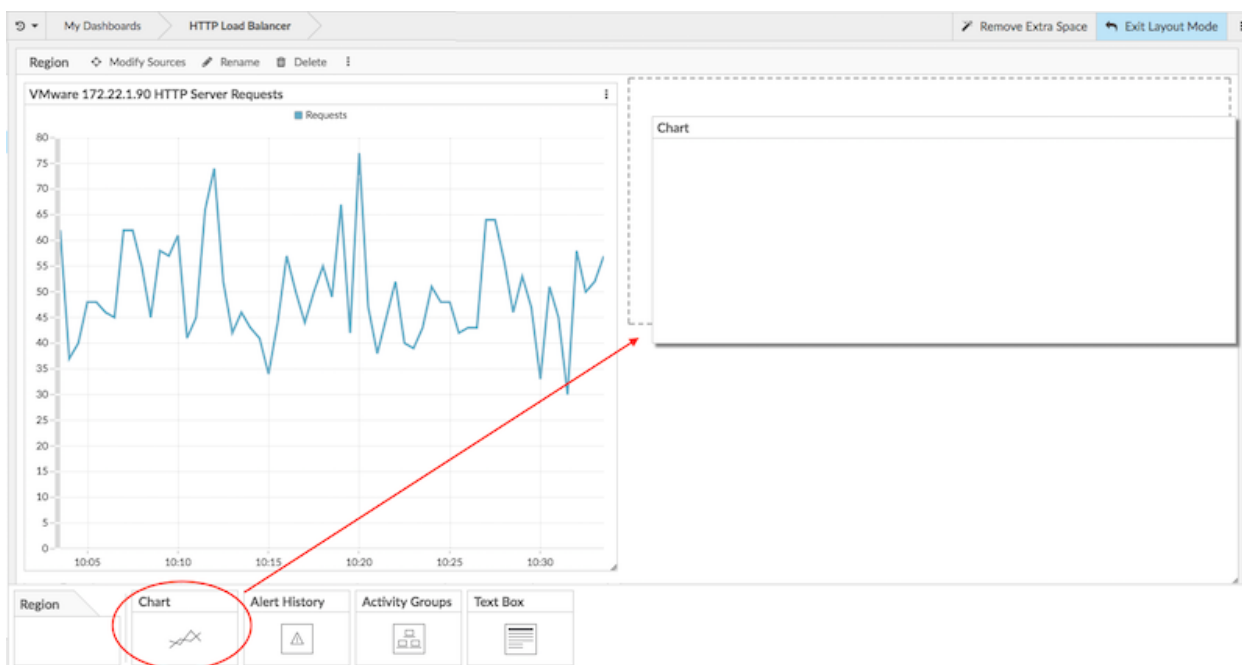 My Dashboards
HTTP Load Balancer
Remove Extra Space
Exit Layout Mode
Region
Modify Sources
Rename
Delete
VMware 172.22.1.90 HTTP Server Requests
Requests
Chart
80
75
70
65
60
55
50
45
40
35
30
25
20
15
10
5
0
10:05
10:10
10:15
10:20
10:25
10:30
Region
Chart
Alert History
Activity Groups
Text Box